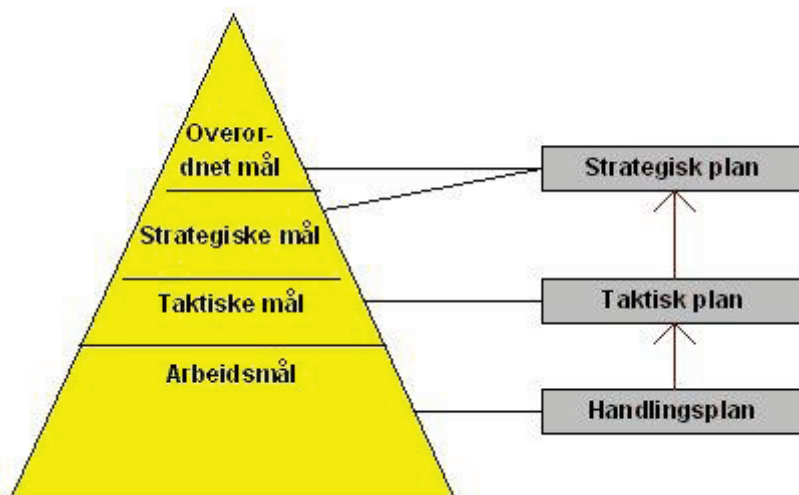 Overor-
dnet mål
Strategiske mål
Taktiske mål
Arbeidsmål
Strategisk plan
Taktisk plan
Handlingsplan